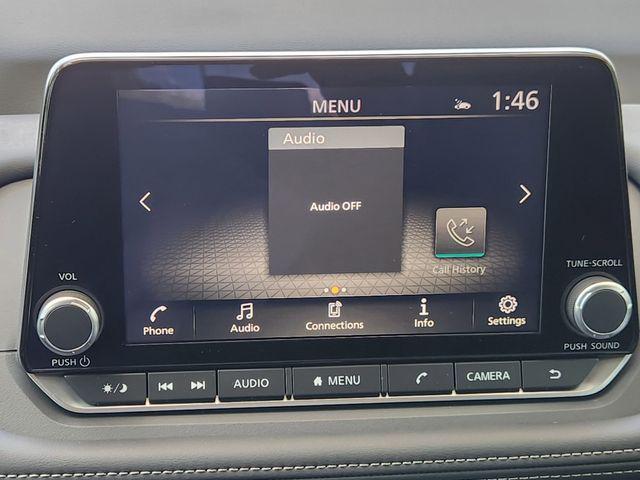 MENU
1:46
Audio
Audio OFF
Call History
Phone
Audio
Connections
Info
Settings
VOL
PUSH
TUNE-SCROLL
PUSH SOUND
AUDIO
MENU
CAMERA